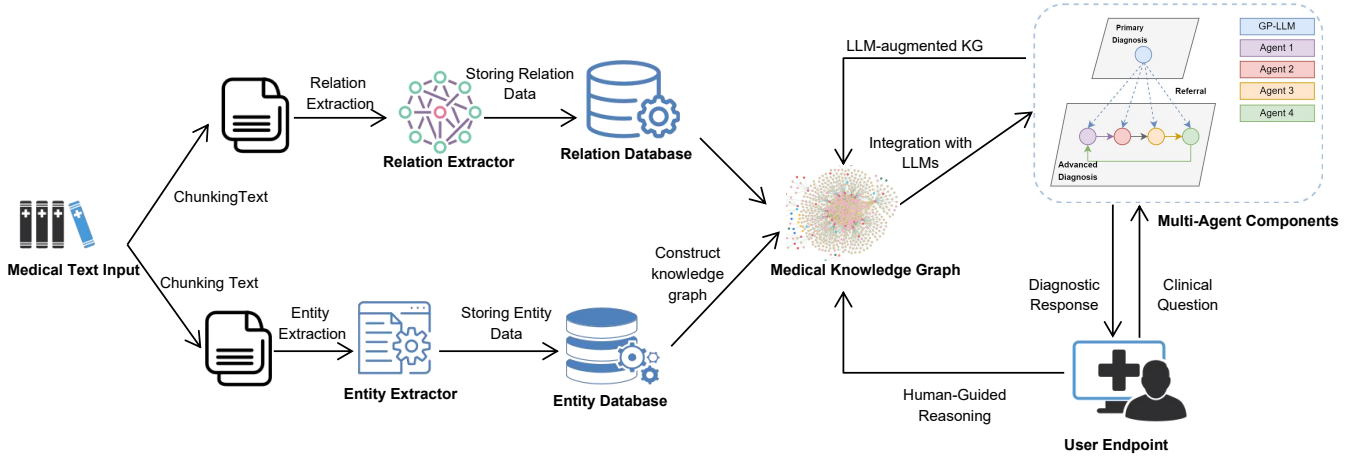 Medical Text Input
ChunkingText
Chunking Text
Relation
Extraction
Relation Extractor
Storing Relation
Data
Relation Database
Entity
Extraction
Entity Extractor
Storing Entity
Data
Entity Database
Construct
knowledge
graph
Medical Knowledge Graph
LLM-augmented KG
Integration with
LLMs
Primary
Diagnosis
Referral
Advanced
Diagnosis
GP-LLM
Agent 1
Agent 2
Agent 3
Agent 4
Multi-Agent Components
Diagnostic
Response
Clinical
Question
Human-Guided
Reasoning
User Endpoint